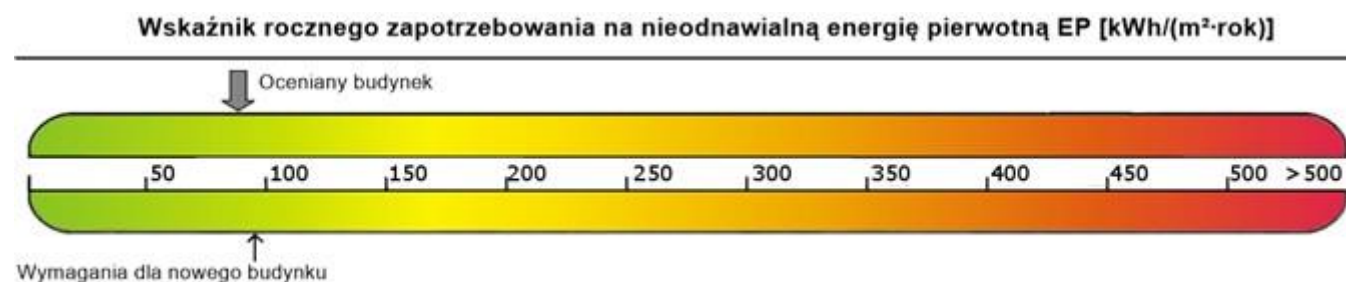 Wskaźnik rocznego zapotrzebowania na nieodnawialną energię pierwotną EP [kWh/(m²·rok)]
Oceniany budynek
50 100 150 200 250 300 350 400 450 500 > 500
Wymagania dla nowego budynku